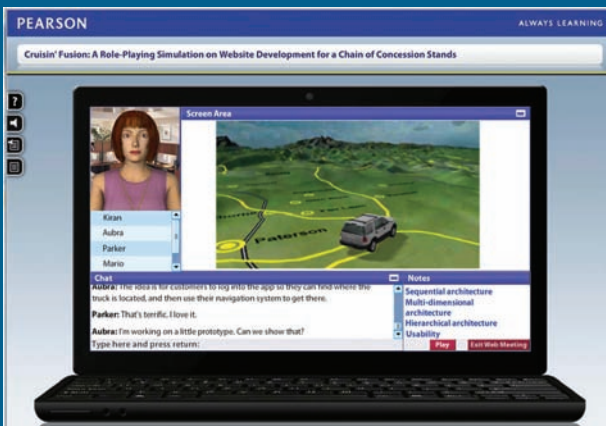 PEARSON
ALWAYS LEARNING
Cruisin' Fusion: A Role-Playing Simulation on Website Development for a Chain of Concession Stands
?
Screen Area
Paterson
Kiran
Aubra
Parker
Mario
Chat
Aubra: The idea is for customers to log into the app so they can find where the
truck is located, and then use their navigation system to get there.
Parker: That's terrific. I love it.
Aubra: I'm working on a little prototype. Can we show that?
Type here and press return:
Notes
Sequential architecture
Multi-dimensional
architecture
Hierarchical architecture
Usability
Play
Exit Web Meeting